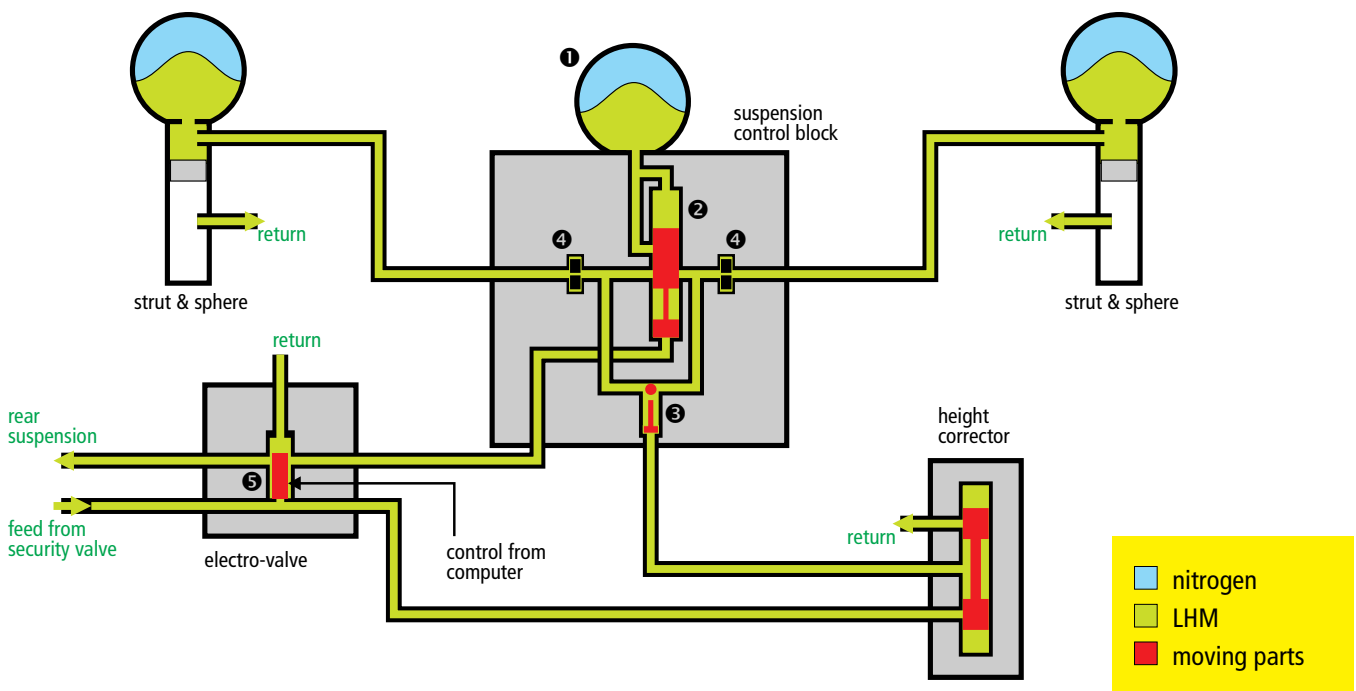 ❶
suspension
control block
❷
❹
❹
return
return
strut & sphere
strut & sphere
return
❸
rear
suspension
height
corrector
❺
feed from
security valve
return
electro-valve
control from
computer
nitrogen
LHM
moving parts